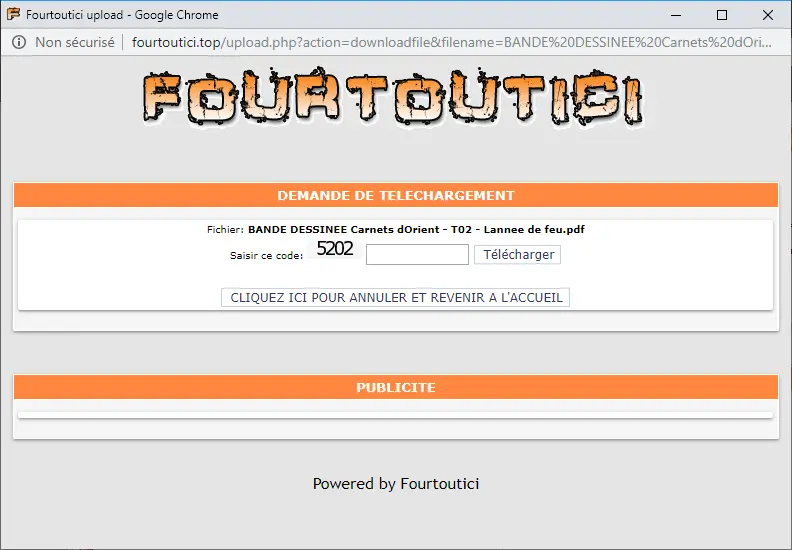 Fourtoutici upload - Google Chrome
Non sécurisé | fourtoutici.top/upload.php?action=downloadfile&filename=BANDE%20DESSINEE%20Carnets%20dOri...
FOURTOUTICI
DEMANDE DE TELECHARGEMENT
Fichier: BANDE DESSINEE Carnets dOrient - T02 - Lannee de feu.pdf
Saisir ce code: 5202 Télécharger
CLIQUEZ ICI POUR ANNULER ET REVENIR A L'ACCUEIL
PUBLICITE
Powered by Fourtoutici